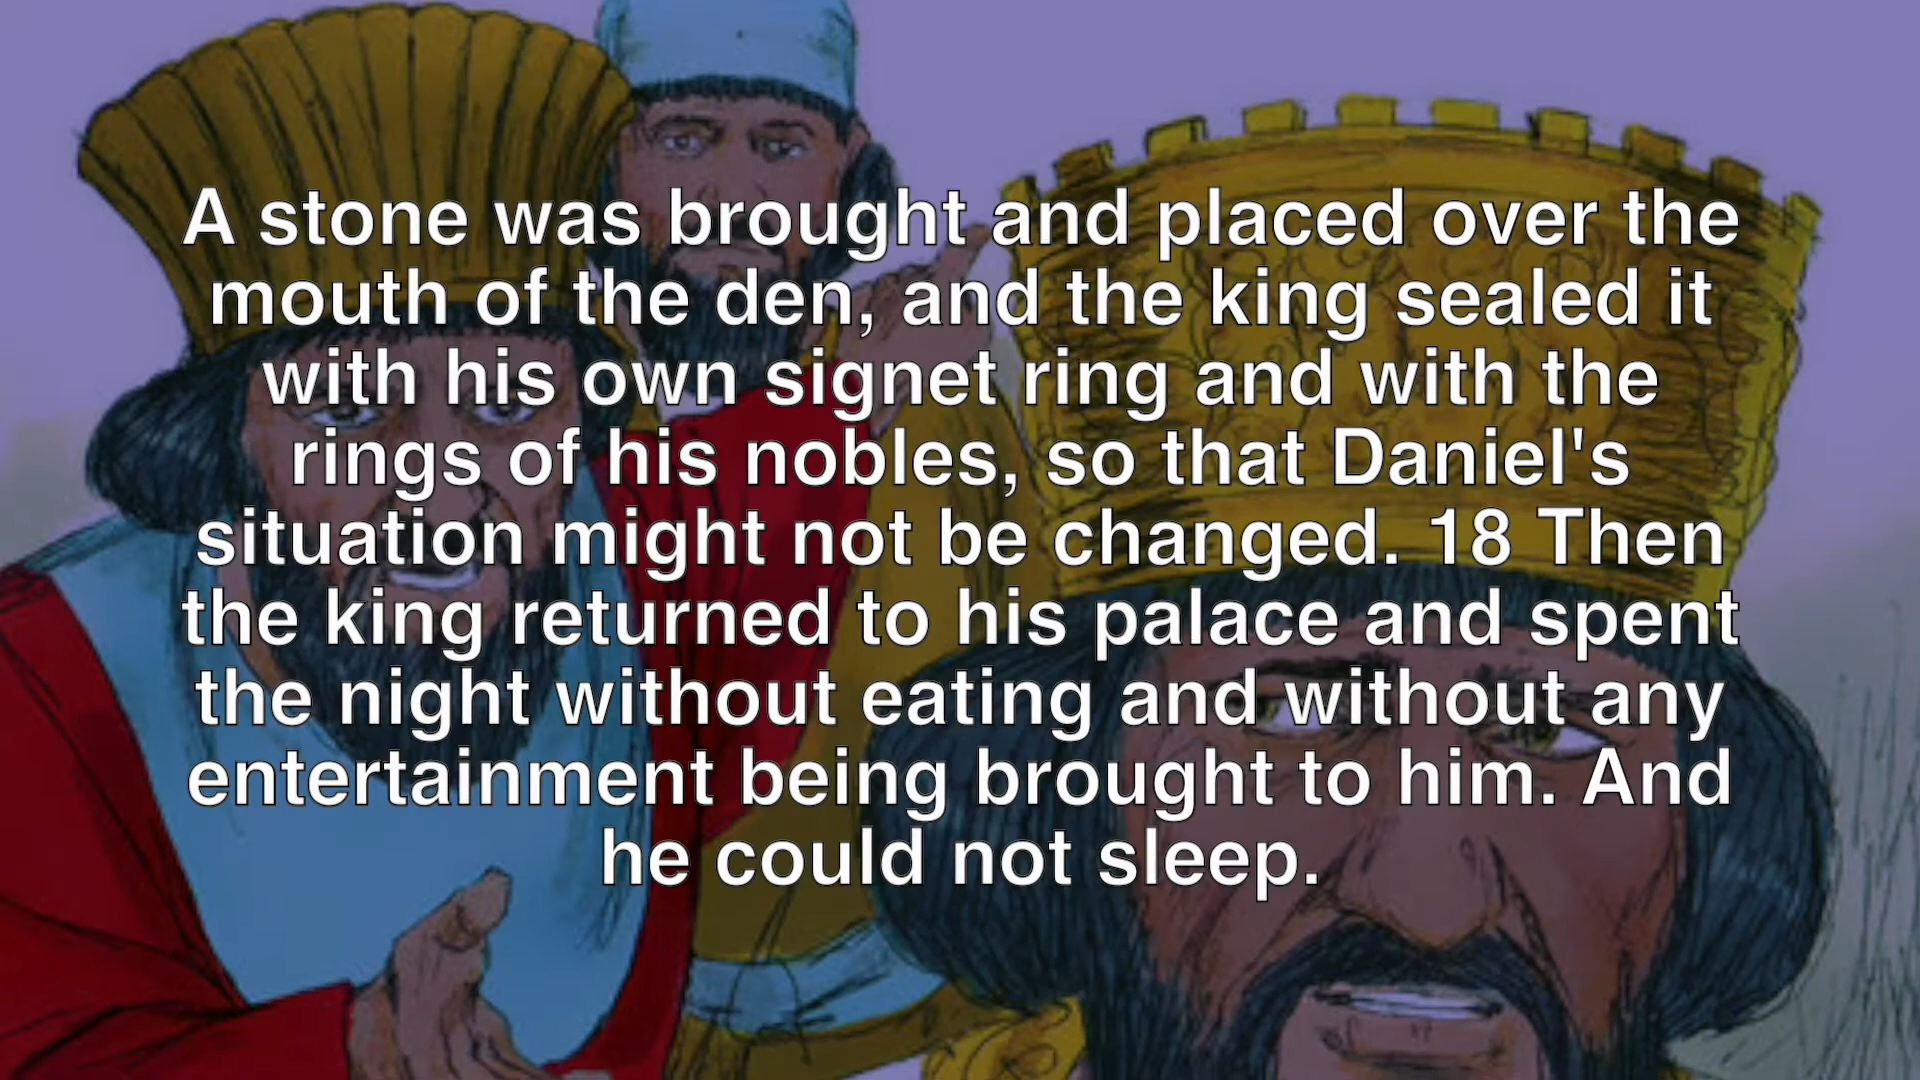 A stone was brought and placed over the
mouth of the den, and the king sealed it
with his own signet ring and with the
rings of his nobles, so that Daniel's
situation might not be changed. 18 Then
the king returned to his palace and spent
the night without eating and without any
entertainment being brought to him. And
he could not sleep.